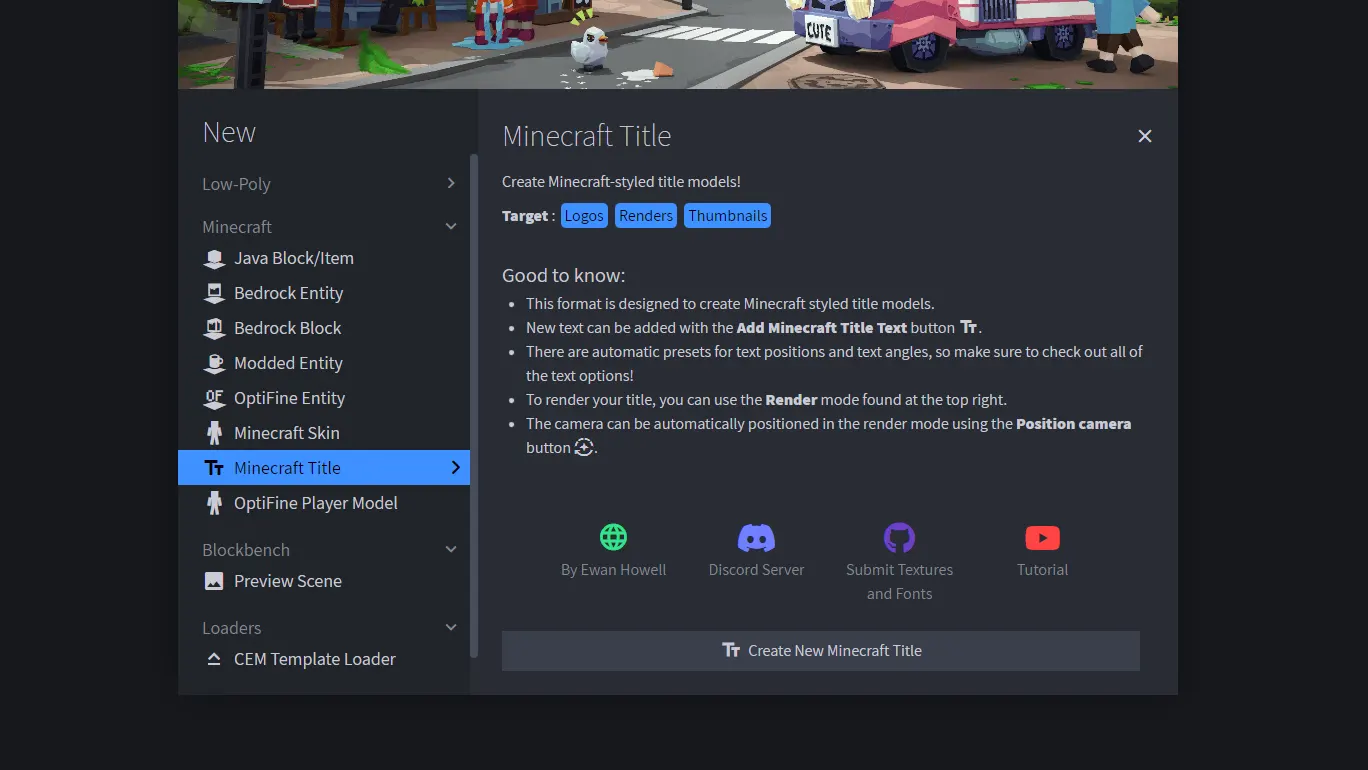 CUTE
New
Low-Poly
Minecraft
Java Block/Item
Bedrock Entity
Bedrock Block
Modded Entity
OF OptiFine Entity
Minecraft Skin
Minecraft Title
OptiFine Player Model
Blockbench
Preview Scene
Loaders
CEM Template Loader
Minecraft Title
Create Minecraft-styled title models!
Target : Logos Renders Thumbnails
Good to know:
• This format is designed to create Minecraft styled title models.
• New text can be added with the Add Minecraft Title Text button Tт.
• There are automatic presets for text positions and text angles, so make sure to check out all of
the text options!
• To render your title, you can use the Render mode found at the top right.
• The camera can be automatically positioned in the render mode using the Position camera
button .
By Ewan Howell
Discord Server
Submit Textures
and Fonts
Tutorial
Create New Minecraft Title